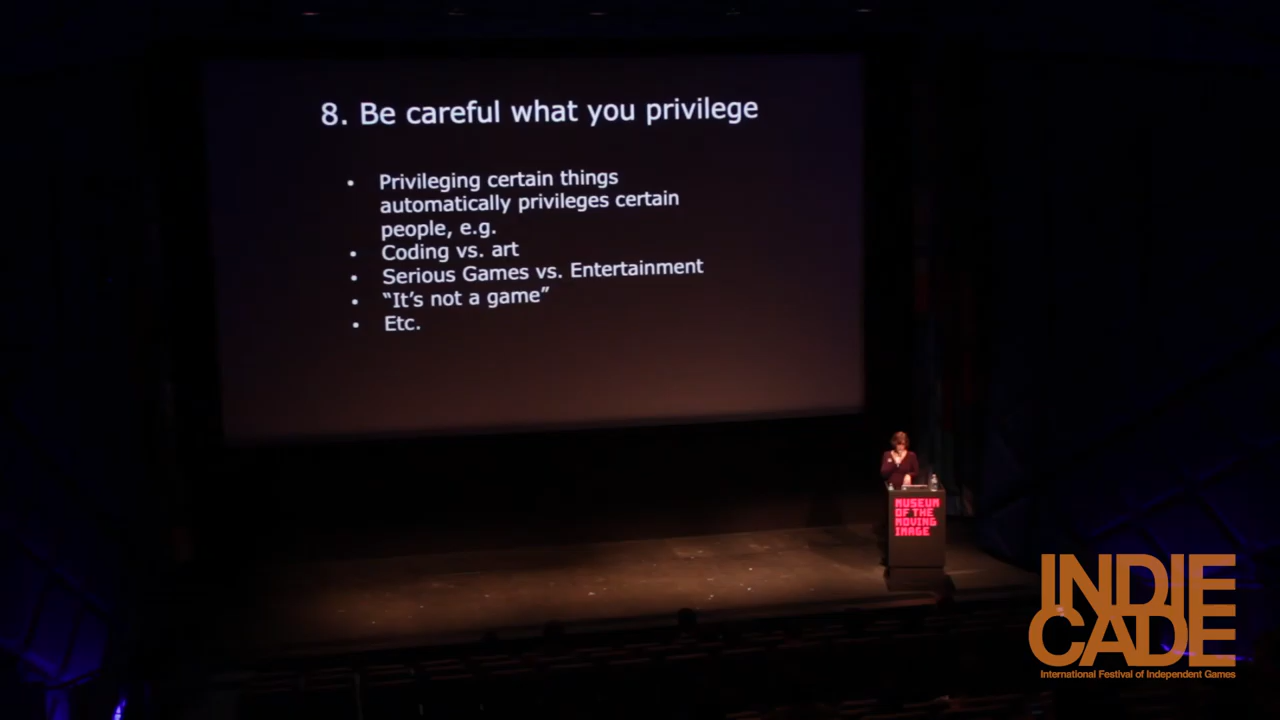 8. Be careful what you privilege
• Privileging certain things
automatically privileges certain
people, e.g.
• Coding vs. art
• Serious Games vs. Entertainment
• “It’s not a game”
• Etc.
MUSEUM
OF THE
MOVING
IMAGE
INDIE
CADE
International Festival of Independent Games